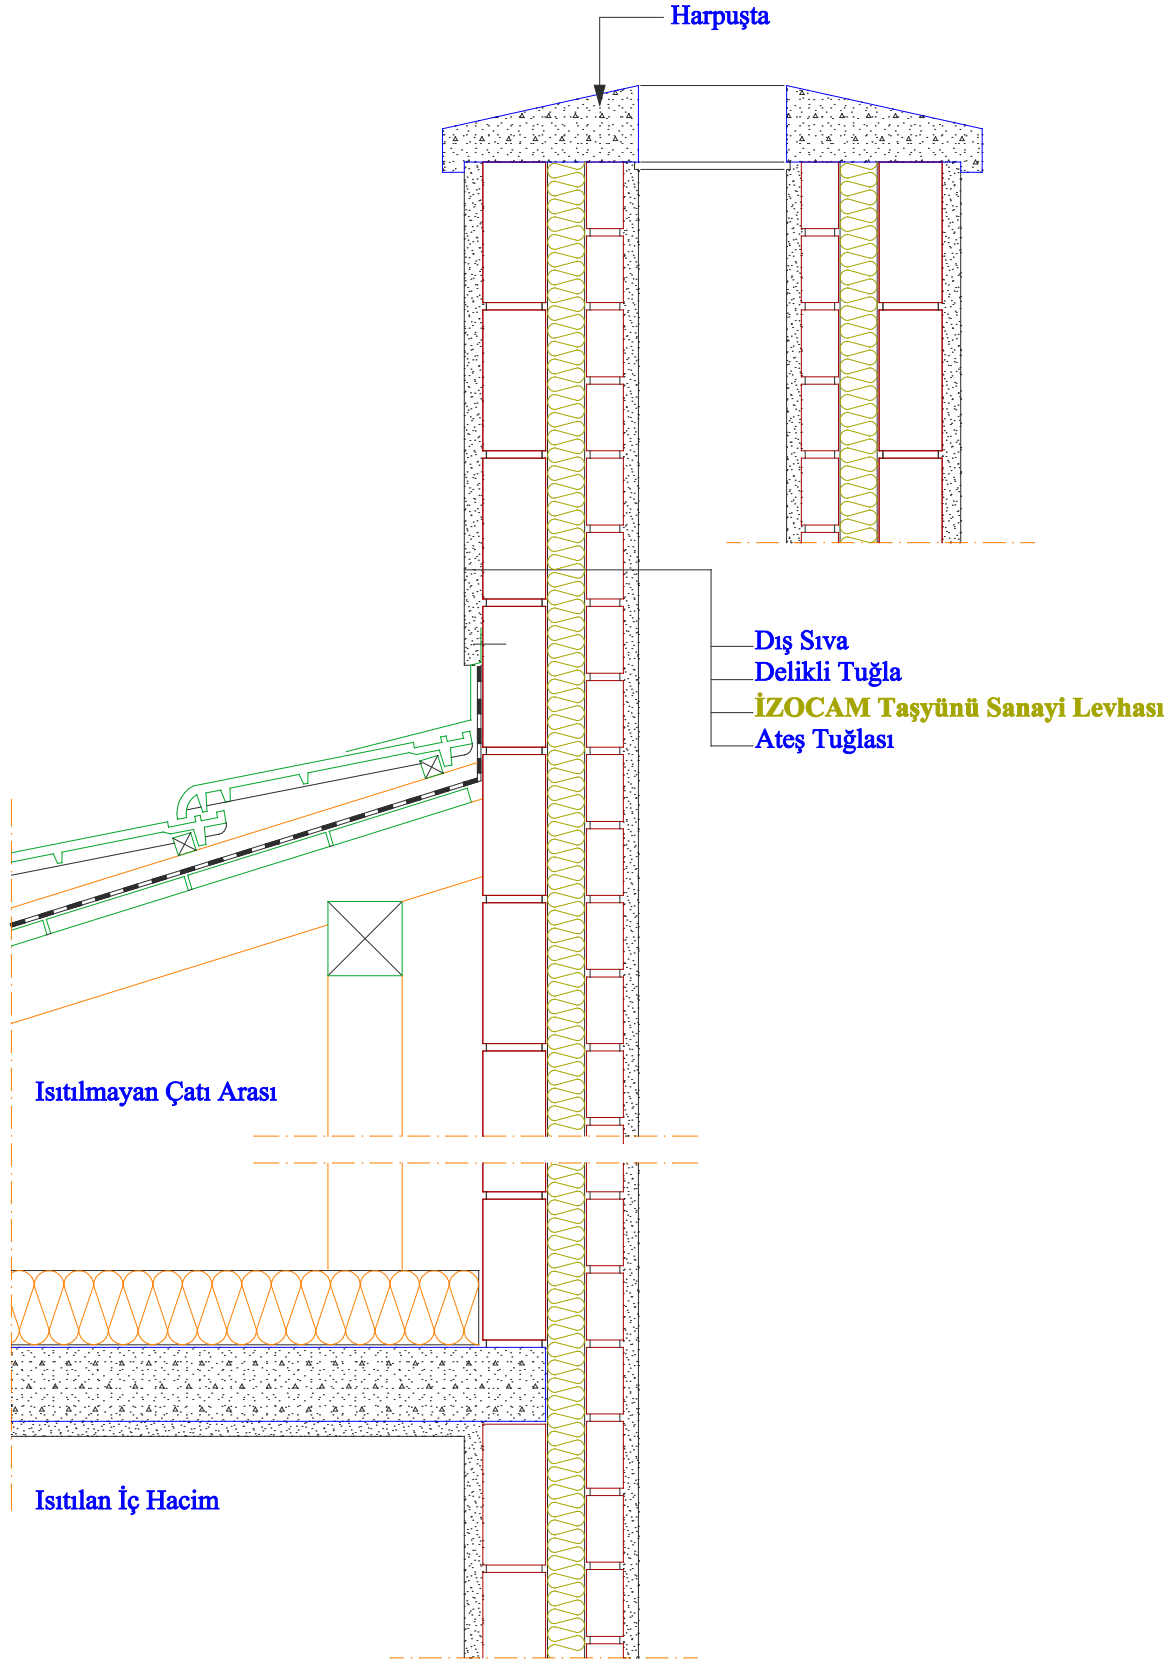 Harpuşta
Dış Sıva
Delikli Tuğla
İZOCAM Taşyünü Sanayi Levhası
Ateş Tuğlası
Isıtılmayan Çatı Arası
Isıtılan İç Hacim